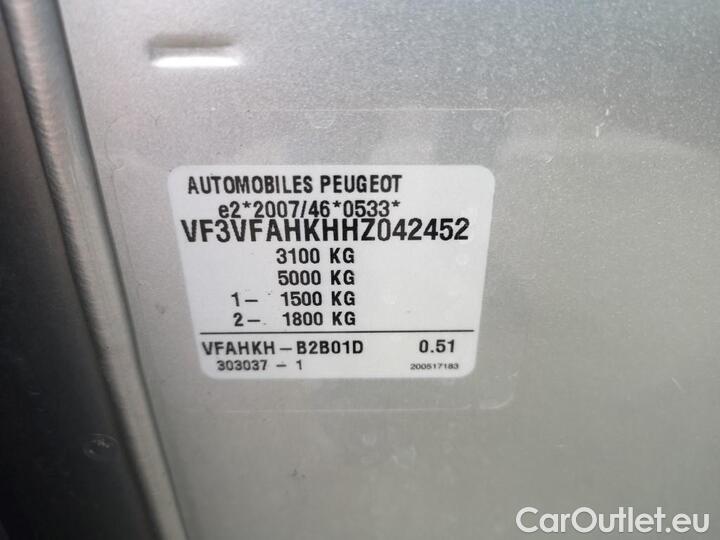 AUTOMOBILES PEUGEOT
e2*2007/46*0533*
VF3VFAHKHHZ042452
3100 KG
5000 KG
1- 1500 KG
2- 1800 KG
VFAHKH-B2B01D 0.51
303037 - 1 200517183
CarOutlet.eu